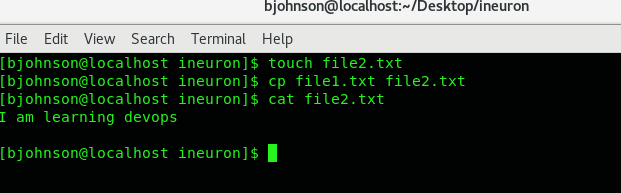 bjohnson@localhost:~/Desktop/ineuron
File Edit View Search Terminal Help
[bjohnson@localhost ineuron]$ touch file2.txt
[bjohnson@localhost ineuron]$ cp file1.txt file2.txt
[bjohnson@localhost ineuron]$ cat file2.txt
I am learning devops
[bjohnson@localhost ineuron]$